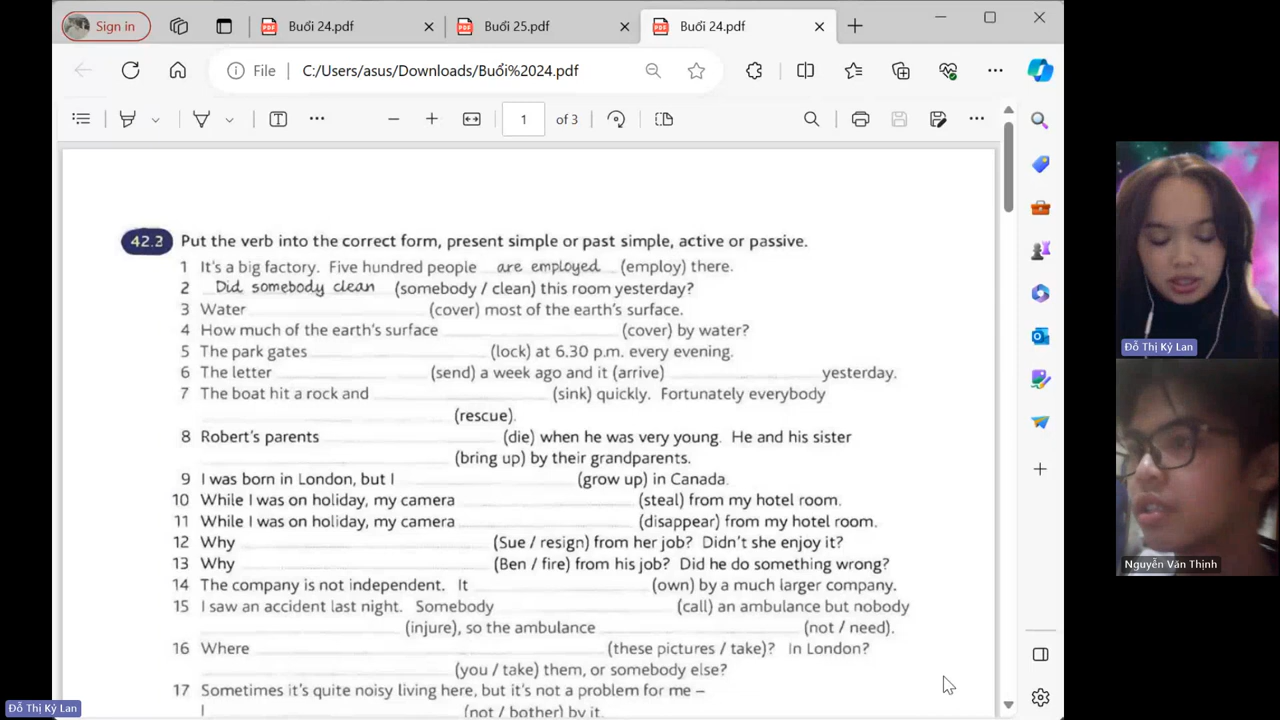 Sign in
Buổi 24.pdf
Buổi 25.pdf
Buổi 24.pdf
File
C:/Users/asus/Downloads/Buổi%2024.pdf
1 of 3
42.2 Put the verb into the correct form, present simple or past simple, active or passive.
1 It's a big factory. Five hundred people are employed (employ) there.
2 Did somebody clean (somebody / clean) this room yesterday?
3 Water (cover) most of the earth's surface.
4 How much of the earth's surface (cover) by water?
5 The park gates (lock) at 6.30 p.m. every evening.
6 The letter (send) a week ago and it (arrive) yesterday.
7 The boat hit a rock and (sink) quickly. Fortunately everybody
(rescue).
8 Robert's parents (die) when he was very young. He and his sister
(bring up) by their grandparents.
9 I was born in London, but I (grow up) in Canada.
10 While I was on holiday, my camera (steal) from my hotel room.
11 While I was on holiday, my camera (disappear) from my hotel room.
12 Why (Sue / resign) from her job? Didn't she enjoy it?
13 Why (Ben / fire) from his job? Did he do something wrong?
14 The company is not independent. It (own) by a much larger company.
15 I saw an accident last night. Somebody (call) an ambulance but nobody
(injure), so the ambulance (not / need).
16 Where (these pictures / take)? In London?
(you / take) them, or somebody else?
17 Sometimes it's quite noisy living here, but it's not a problem for me –
I (not / bother) by it.
Đỗ Thị Kỷ Lan
Nguyễn Văn Thịnh
Đỗ Thị Kỷ Lan